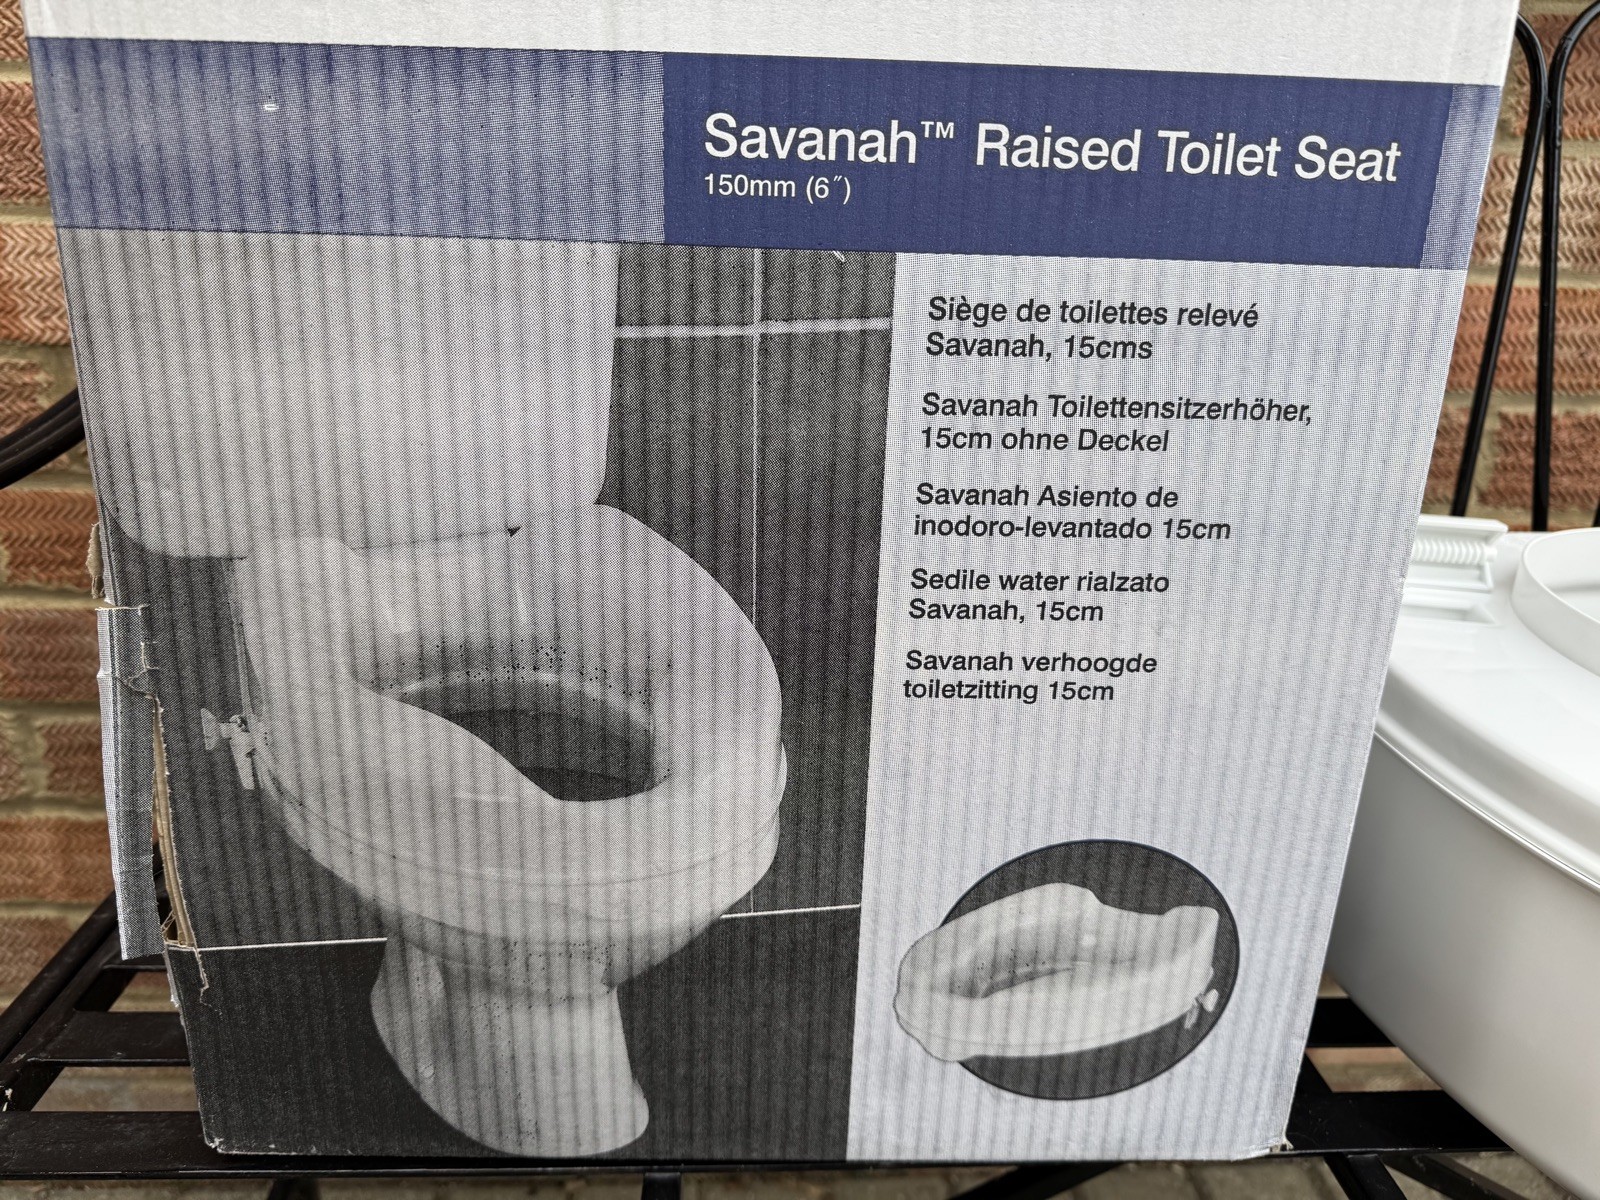 Savanah™ Raised Toilet Seat
150mm (6˝)
Siège de toilettes relevé
Savanah, 15cms
Savanah Toilettensitzerhöher,
15cm ohne Deckel
Savanah Asiento de
inodoro-levantado 15cm
Sedile water rialzato
Savanah, 15cm
Savanah verhoogde
toiletzitting 15cm